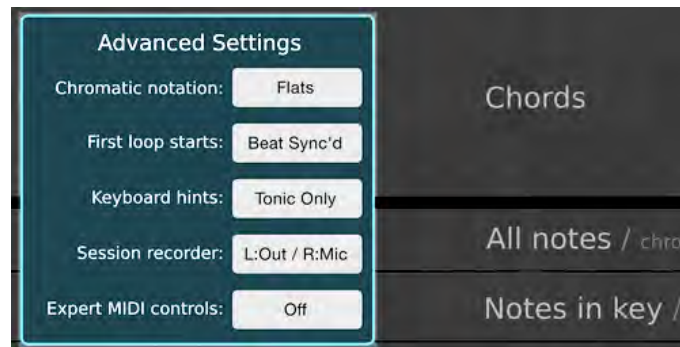 Advanced Settings
Chromatic notation: Flats
First loop starts: Beat Sync'd
Keyboard hints: Tonic Only
Session recorder: L:Out / R:Mic
Expert MIDI controls: Off
Chords
All notes /
Notes in key /